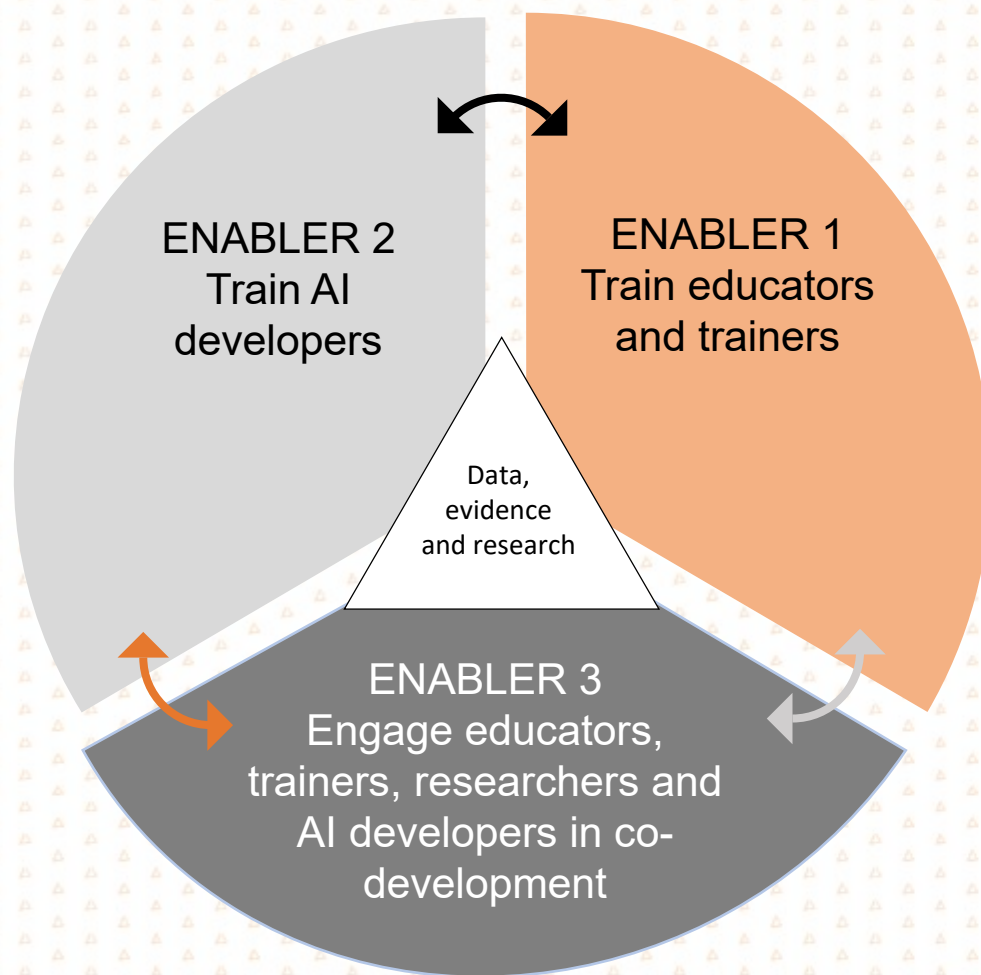 ENABLER 2
Train AI
developers
ENABLER 1
Train educators
and trainers
Data,
evidence
and research
ENABLER 3
Engage educators,
trainers, researchers and
AI developers in co-
development